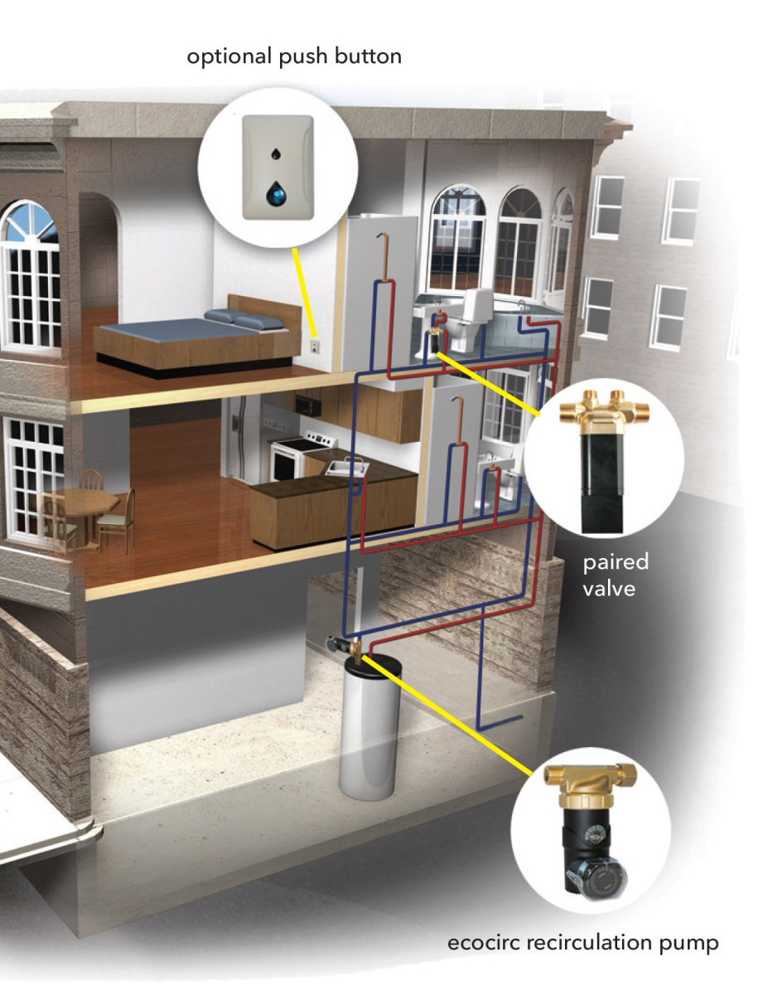 optional push button
paired
valve
ecocirc recirculation pump